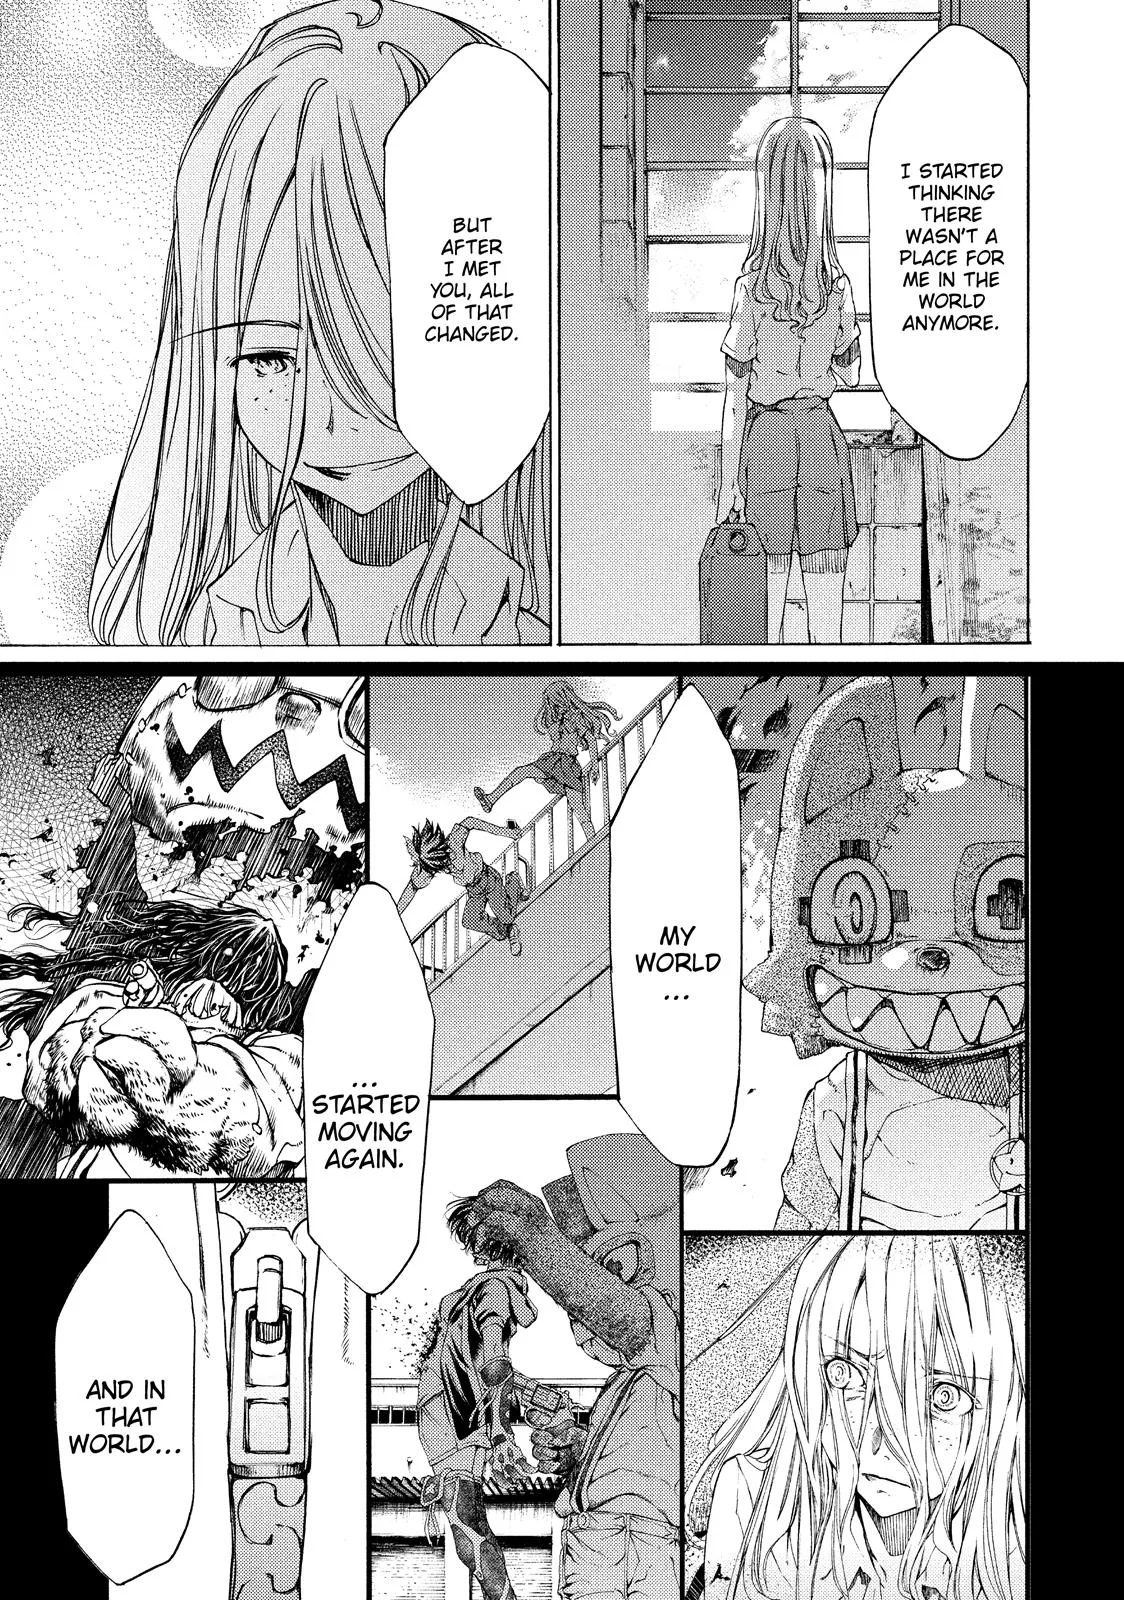 I STARTED
THINKING
THERE
WASN'T A
PLACE FOR
ME IN THE
WORLD
ANYMORE.
BUT
AFTER
I MET
YOU, ALL
OF THAT
CHANGED.
MY
WORLD
...
...
STARTED
MOVING
AGAIN.
AND IN
THAT
WORLD...